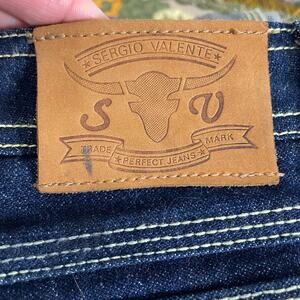 ★ SERGIO VALENTE ★
S V
TRADE MARK
★ PERFECT JEANS ★